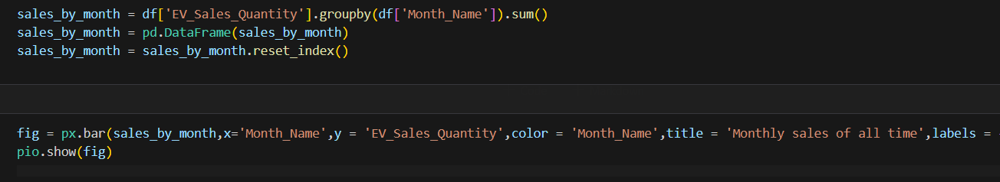 sales_by_month = df['EV_Sales_Quantity'].groupby(df['Month_Name']).sum()
sales_by_month = pd.DataFrame(sales_by_month)
sales_by_month = sales_by_month.reset_index()
fig = px.bar(sales_by_month,x='Month_Name',y = 'EV_Sales_Quantity',color = 'Month_Name',title = 'Monthly sales of all time',labels =
pio.show(fig)